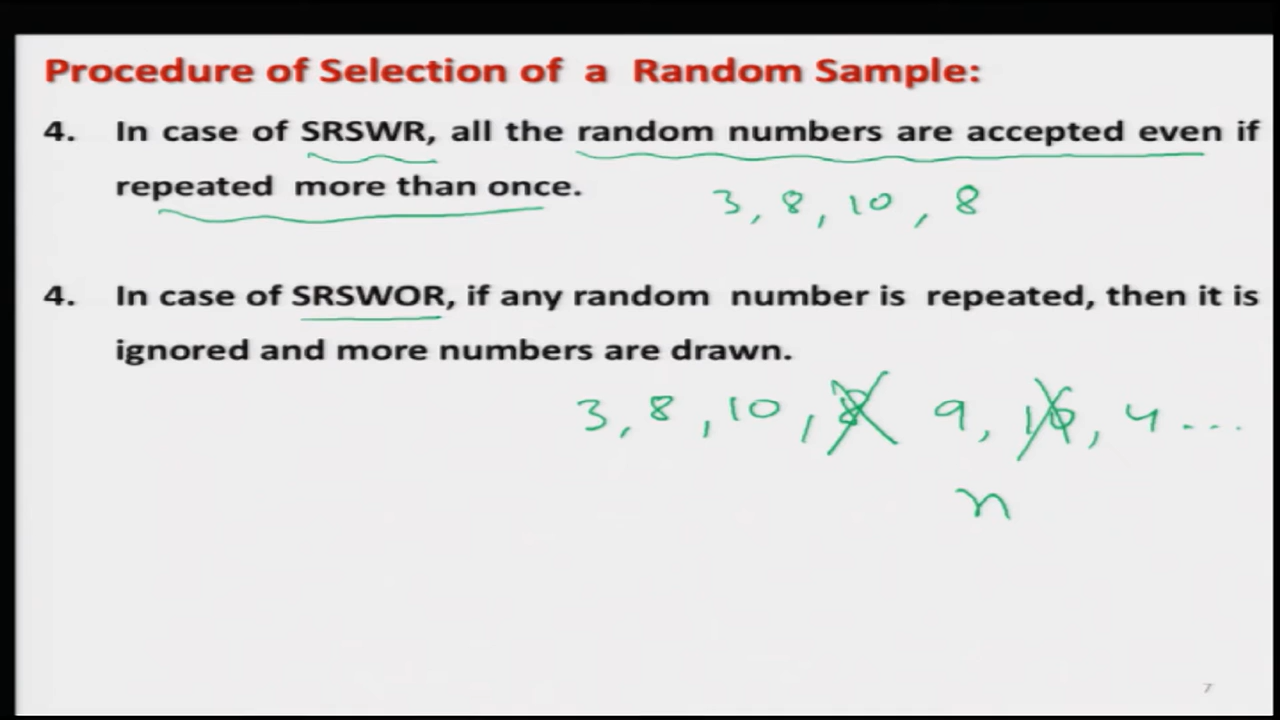 Procedure of Selection of a Random Sample:
4. In case of SRSWR, all the random numbers are accepted even if
repeated more than once.
3, 8, 10, 8
4. In case of SRSWOR, if any random number is repeated, then it is
ignored and more numbers are drawn.
3, 8, 10, 8 9, 10, 4 ...
n
7